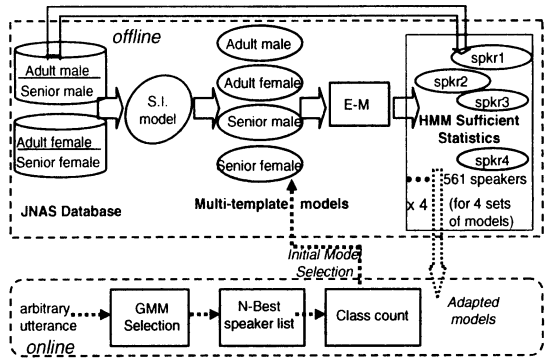 offline
Adult male
Senior male
Adult female
Senior female
JNAS Database
S.I.
model
Adult male
Adult female
Senior male
Senior female
Multi-template models
E-M
spkr1
spkr2
spkr3
HMM Sufficient
Statistics
spkr4
561 speakers
x 4
(for 4 sets
of models)
Initial Model
Selection
Adapted
models
arbitrary
utterance
GMM
Selection
N-Best
speaker list
Class count
online